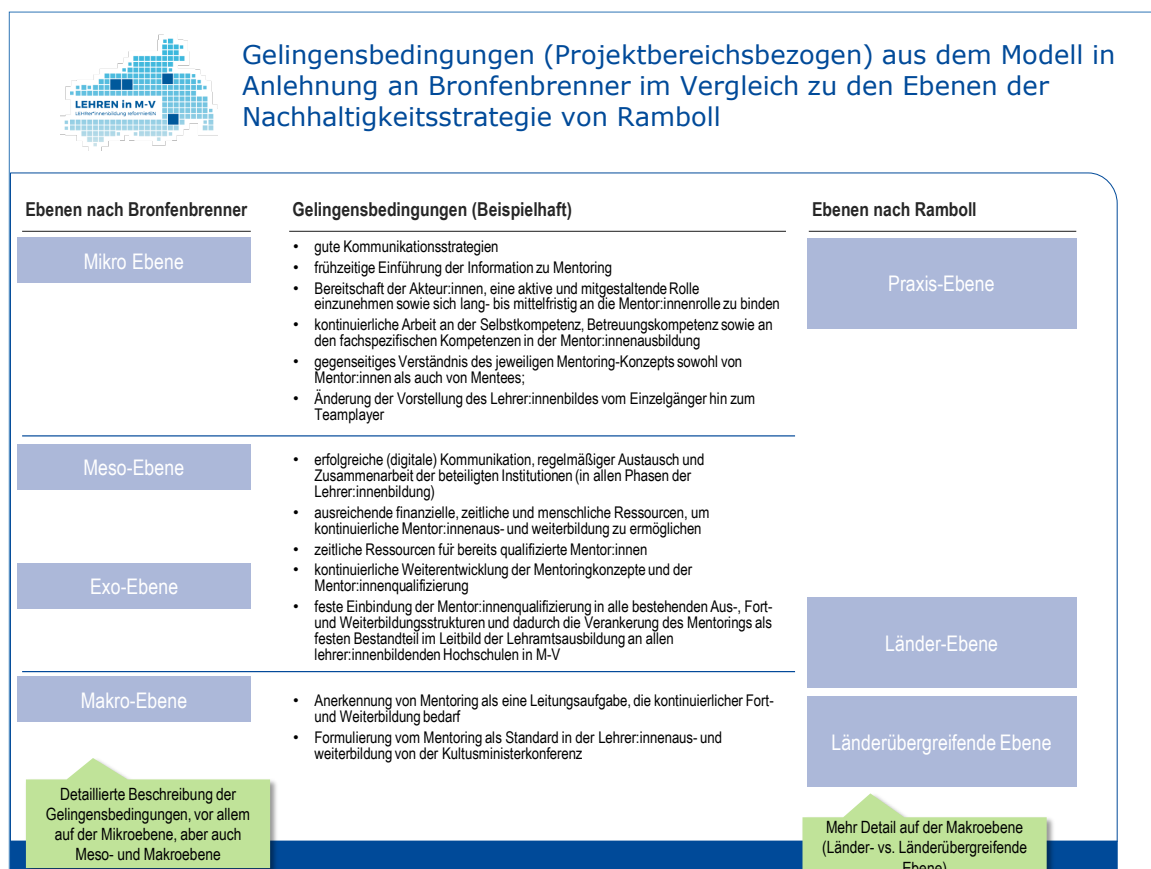 LEHREN in M-V
LEHRer*innenbildung reformiereN
Gelingensbedingungen (Projektbereichsbezogen) aus dem Modell in
Anlehnung an Bronfenbrenner im Vergleich zu den Ebenen der
Nachhaltigkeitsstrategie von Ramboll
Ebenen nach Bronfenbrenner
Gelingensbedingungen (Beispielhaft)
Ebenen nach Ramboll
Mikro Ebene
• gute Kommunikationsstrategien
• frühzeitige Einführung der Information zu Mentoring
• Bereitschaft der Akteur:innen, eine aktive und mitgestaltende Rolle
einzunehmen sowie sich lang- bis mittelfristig an die Mentor:innenrolle zu binden
• kontinuierliche Arbeit an der Selbstkompetenz, Betreuungskompetenz sowie an
den fachspezifischen Kompetenzen in der Mentor:innenausbildung
• gegenseitiges Verständnis des jeweiligen Mentoring-Konzepts sowohl von
Mentor:innen als auch von Mentees;
• Änderung der Vorstellung des Lehrer:innenbildes vom Einzelgänger hin zum
Teamplayer
Praxis-Ebene
Meso-Ebene
Exo-Ebene
• erfolgreiche (digitale) Kommunikation, regelmäßiger Austausch und
Zusammenarbeit der beteiligten Institutionen (in allen Phasen der
Lehrer:innenbildung)
• ausreichende finanzielle, zeitliche und menschliche Ressourcen, um
kontinuierliche Mentor:innenaus- und weiterbildung zu ermöglichen
• zeitliche Ressourcen für bereits qualifizierte Mentor:innen
• kontinuierliche Weiterentwicklung der Mentoringkonzepte und der
Mentor:innenqualifizierung
• feste Einbindung der Mentor:innenqualifizierung in alle bestehenden Aus-, Fort-
und Weiterbildungsstrukturen und dadurch die Verankerung des Mentorings als
festen Bestandteil im Leitbild der Lehramtsausbildung an allen
lehrer:innenbildenden Hochschulen in M-V
Länder-Ebene
Makro-Ebene
• Anerkennung von Mentoring als eine Leitungsaufgabe, die kontinuierlicher Fort-
und Weiterbildung bedarf
• Formulierung vom Mentoring als Standard in der Lehrer:innenaus- und
weiterbildung von der Kultusministerkonferenz
Länderübergreifende Ebene
Detaillierte Beschreibung der
Gelingensbedingungen, vor allem
auf der Mikroebene, aber auch
Meso- und Makroebene
Mehr Detail auf der Makroebene
(Länder- vs. Länderübergreifende
Ebene)